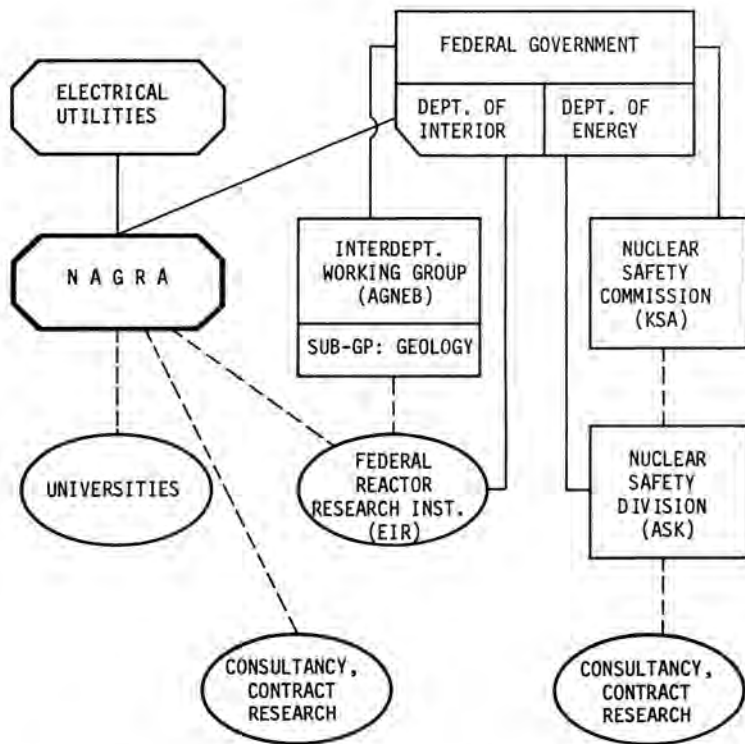 FEDERAL GOVERNMENT
ELECTRICAL
UTILITIES
DEPT. OF
INTERIOR
DEPT. OF
ENERGY
N A G R A
INTERDEPT.
WORKING GROUP
(AGNEB)
SUB-GP: GEOLOGY
NUCLEAR
SAFETY
COMMISSION
(KSA)
UNIVERSITIES
FEDERAL
REACTOR
RESEARCH INST.
(EIR)
NUCLEAR
SAFETY
DIVISION
(ASK)
CONSULTANCY,
CONTRACT
RESEARCH
CONSULTANCY,
CONTRACT
RESEARCH